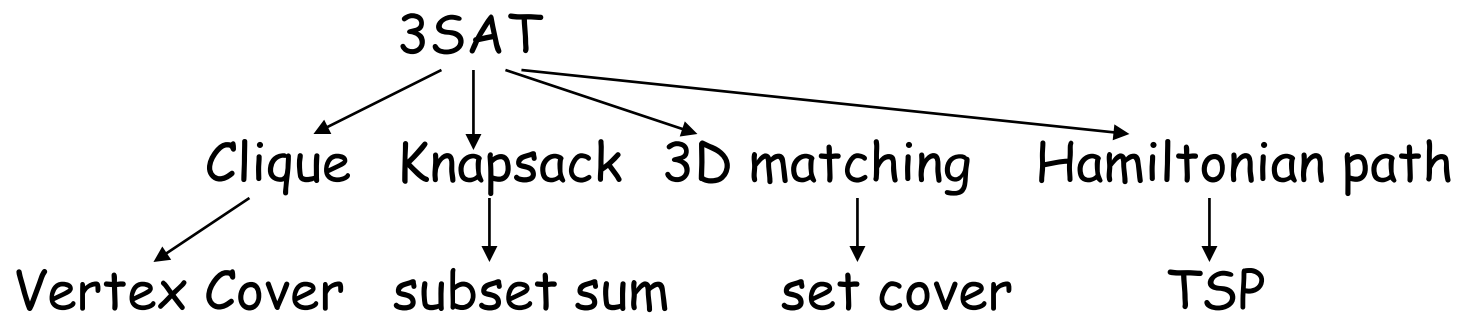 3SAT
Clique Knapsack 3D matching Hamiltonian path
Vertex Cover subset sum set cover TSP